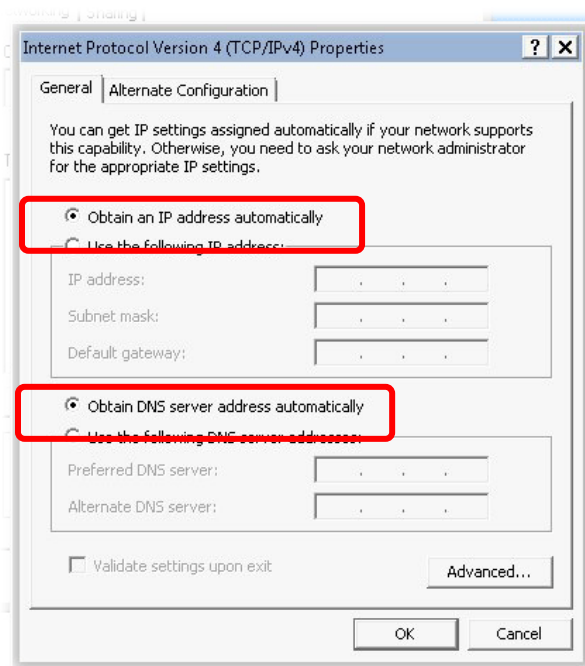 Internet Protocol Version 4 (TCP/IPv4) Properties
General
Alternate Configuration
You can get IP settings assigned automatically if your network supports
this capability. Otherwise, you need to ask your network administrator
for the appropriate IP settings.
Obtain an IP address automatically
Use the following IP address:
IP address:
Subnet mask:
Default gateway:
Obtain DNS server address automatically
Use the following DNS server addresses:
Preferred DNS server:
Alternate DNS server:
Validate settings upon exit
Advanced...
OK
Cancel